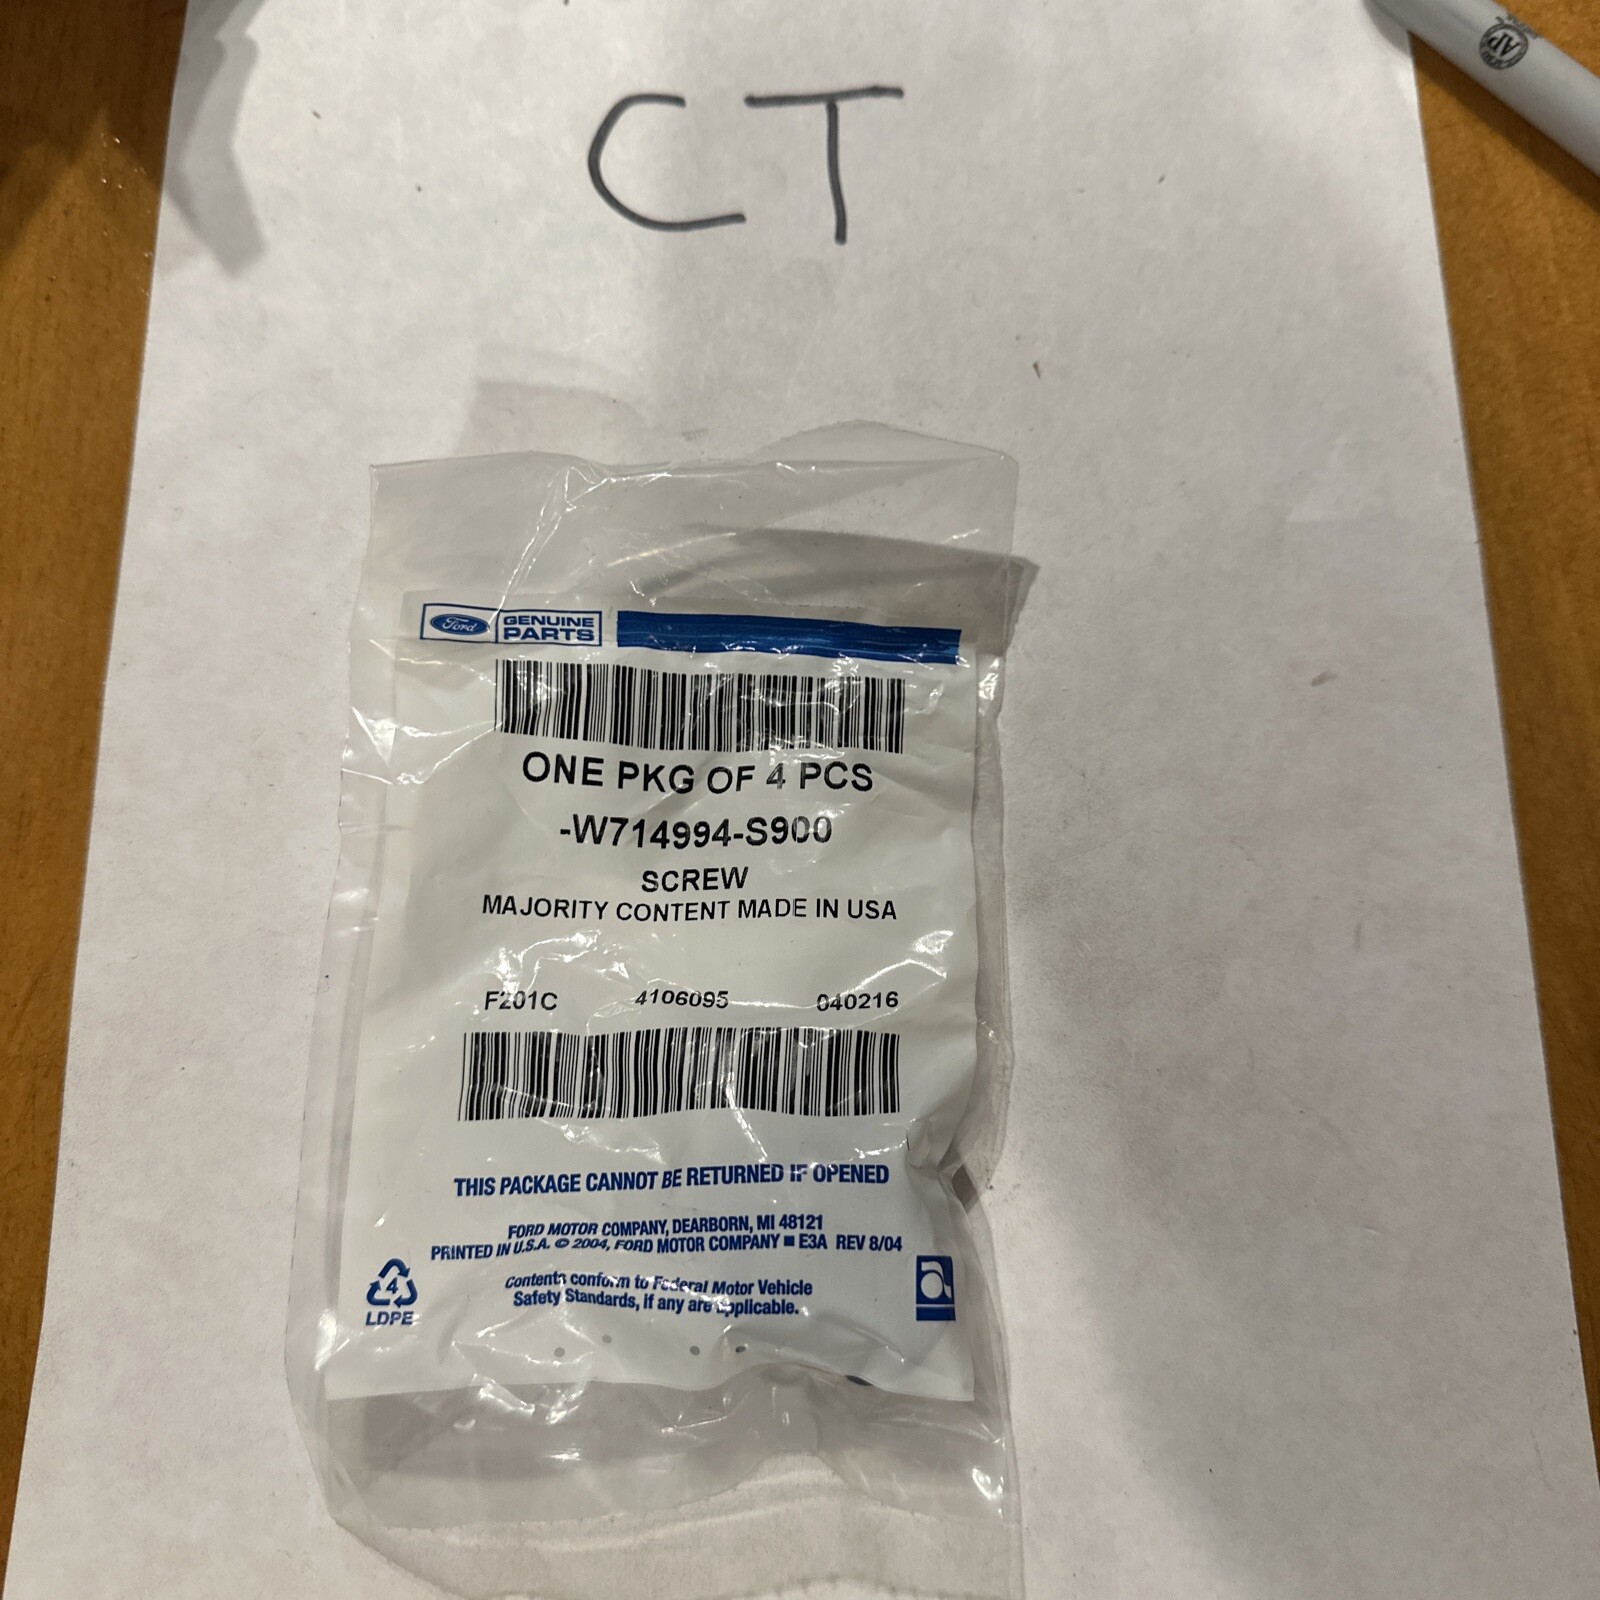 CT
AP
Ford GENUINE PARTS
ONE PKG OF 4 PCS
-W714994-S900
SCREW
MAJORITY CONTENT MADE IN USA
F201C 4106095 040216
THIS PACKAGE CANNOT BE RETURNED IF OPENED
FORD MOTOR COMPANY, DEARBORN, MI 48121
PRINTED IN U.S.A. © 2004, FORD MOTOR COMPANY ■ E3A REV 8/04
Contents conform to Federal Motor Vehicle
Safety Standards, if any are applicable.
4
LDPE
a